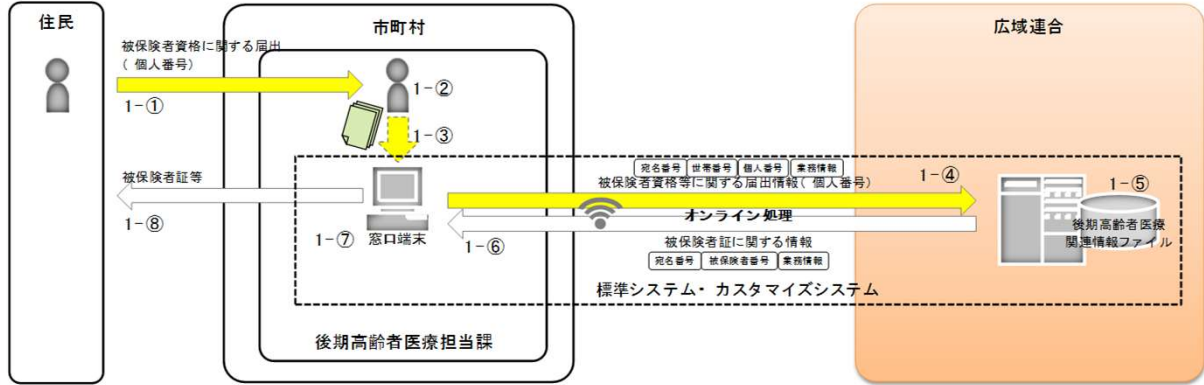 住民
市町村
広域連合
被保険者資格に関する届出
( 個人番号)
1-①
1-②
1-③
宛名番号 世帯番号 個人番号 業務情報
1-④
1-⑤
被保険者資格等に関する届出情報( 個人番号)
被保険者証等
1-⑧
オンライン処理
1-⑦
窓口端末
1-⑥
被保険者証に関する情報
宛名番号 被保険者番号 業務情報
後期高齢者医療
関連情報ファイル
標準システム・カスタマイズシステム
後期高齢者医療担当課